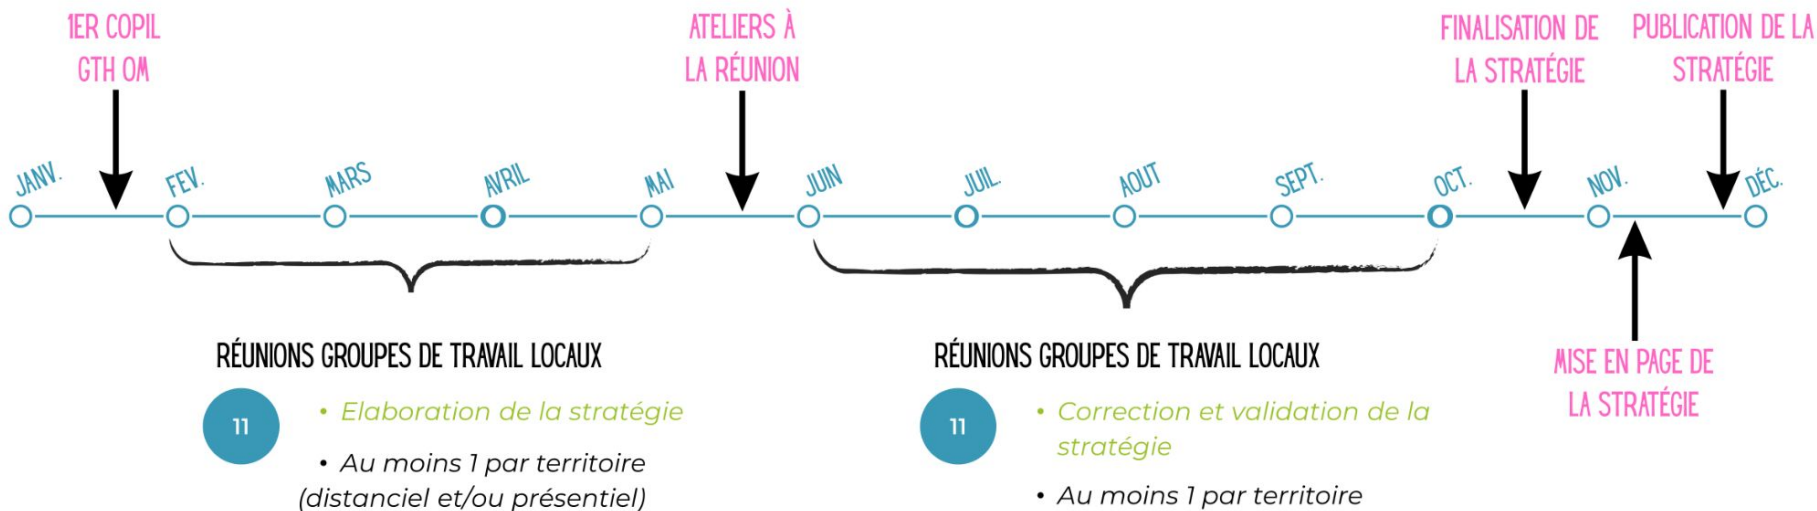 1ER COPIL
GTH OM
ATELIERS À
LA RÉUNION
FINALISATION DE
LA STRATÉGIE
PUBLICATION DE LA
STRATÉGIE
JANV.
FEV.
MARS
AVRIL
MAI
JUIN
JUIL.
AOUT
SEPT.
OCT.
NOV.
DÉC.
RÉUNIONS GROUPES DE TRAVAIL LOCAUX
11
• Elaboration de la stratégie
• Au moins 1 par territoire
(distanciel et/ou présentiel)
RÉUNIONS GROUPES DE TRAVAIL LOCAUX
11
• Correction et validation de la
stratégie
• Au moins 1 par territoire
MISE EN PAGE DE
LA STRATÉGIE